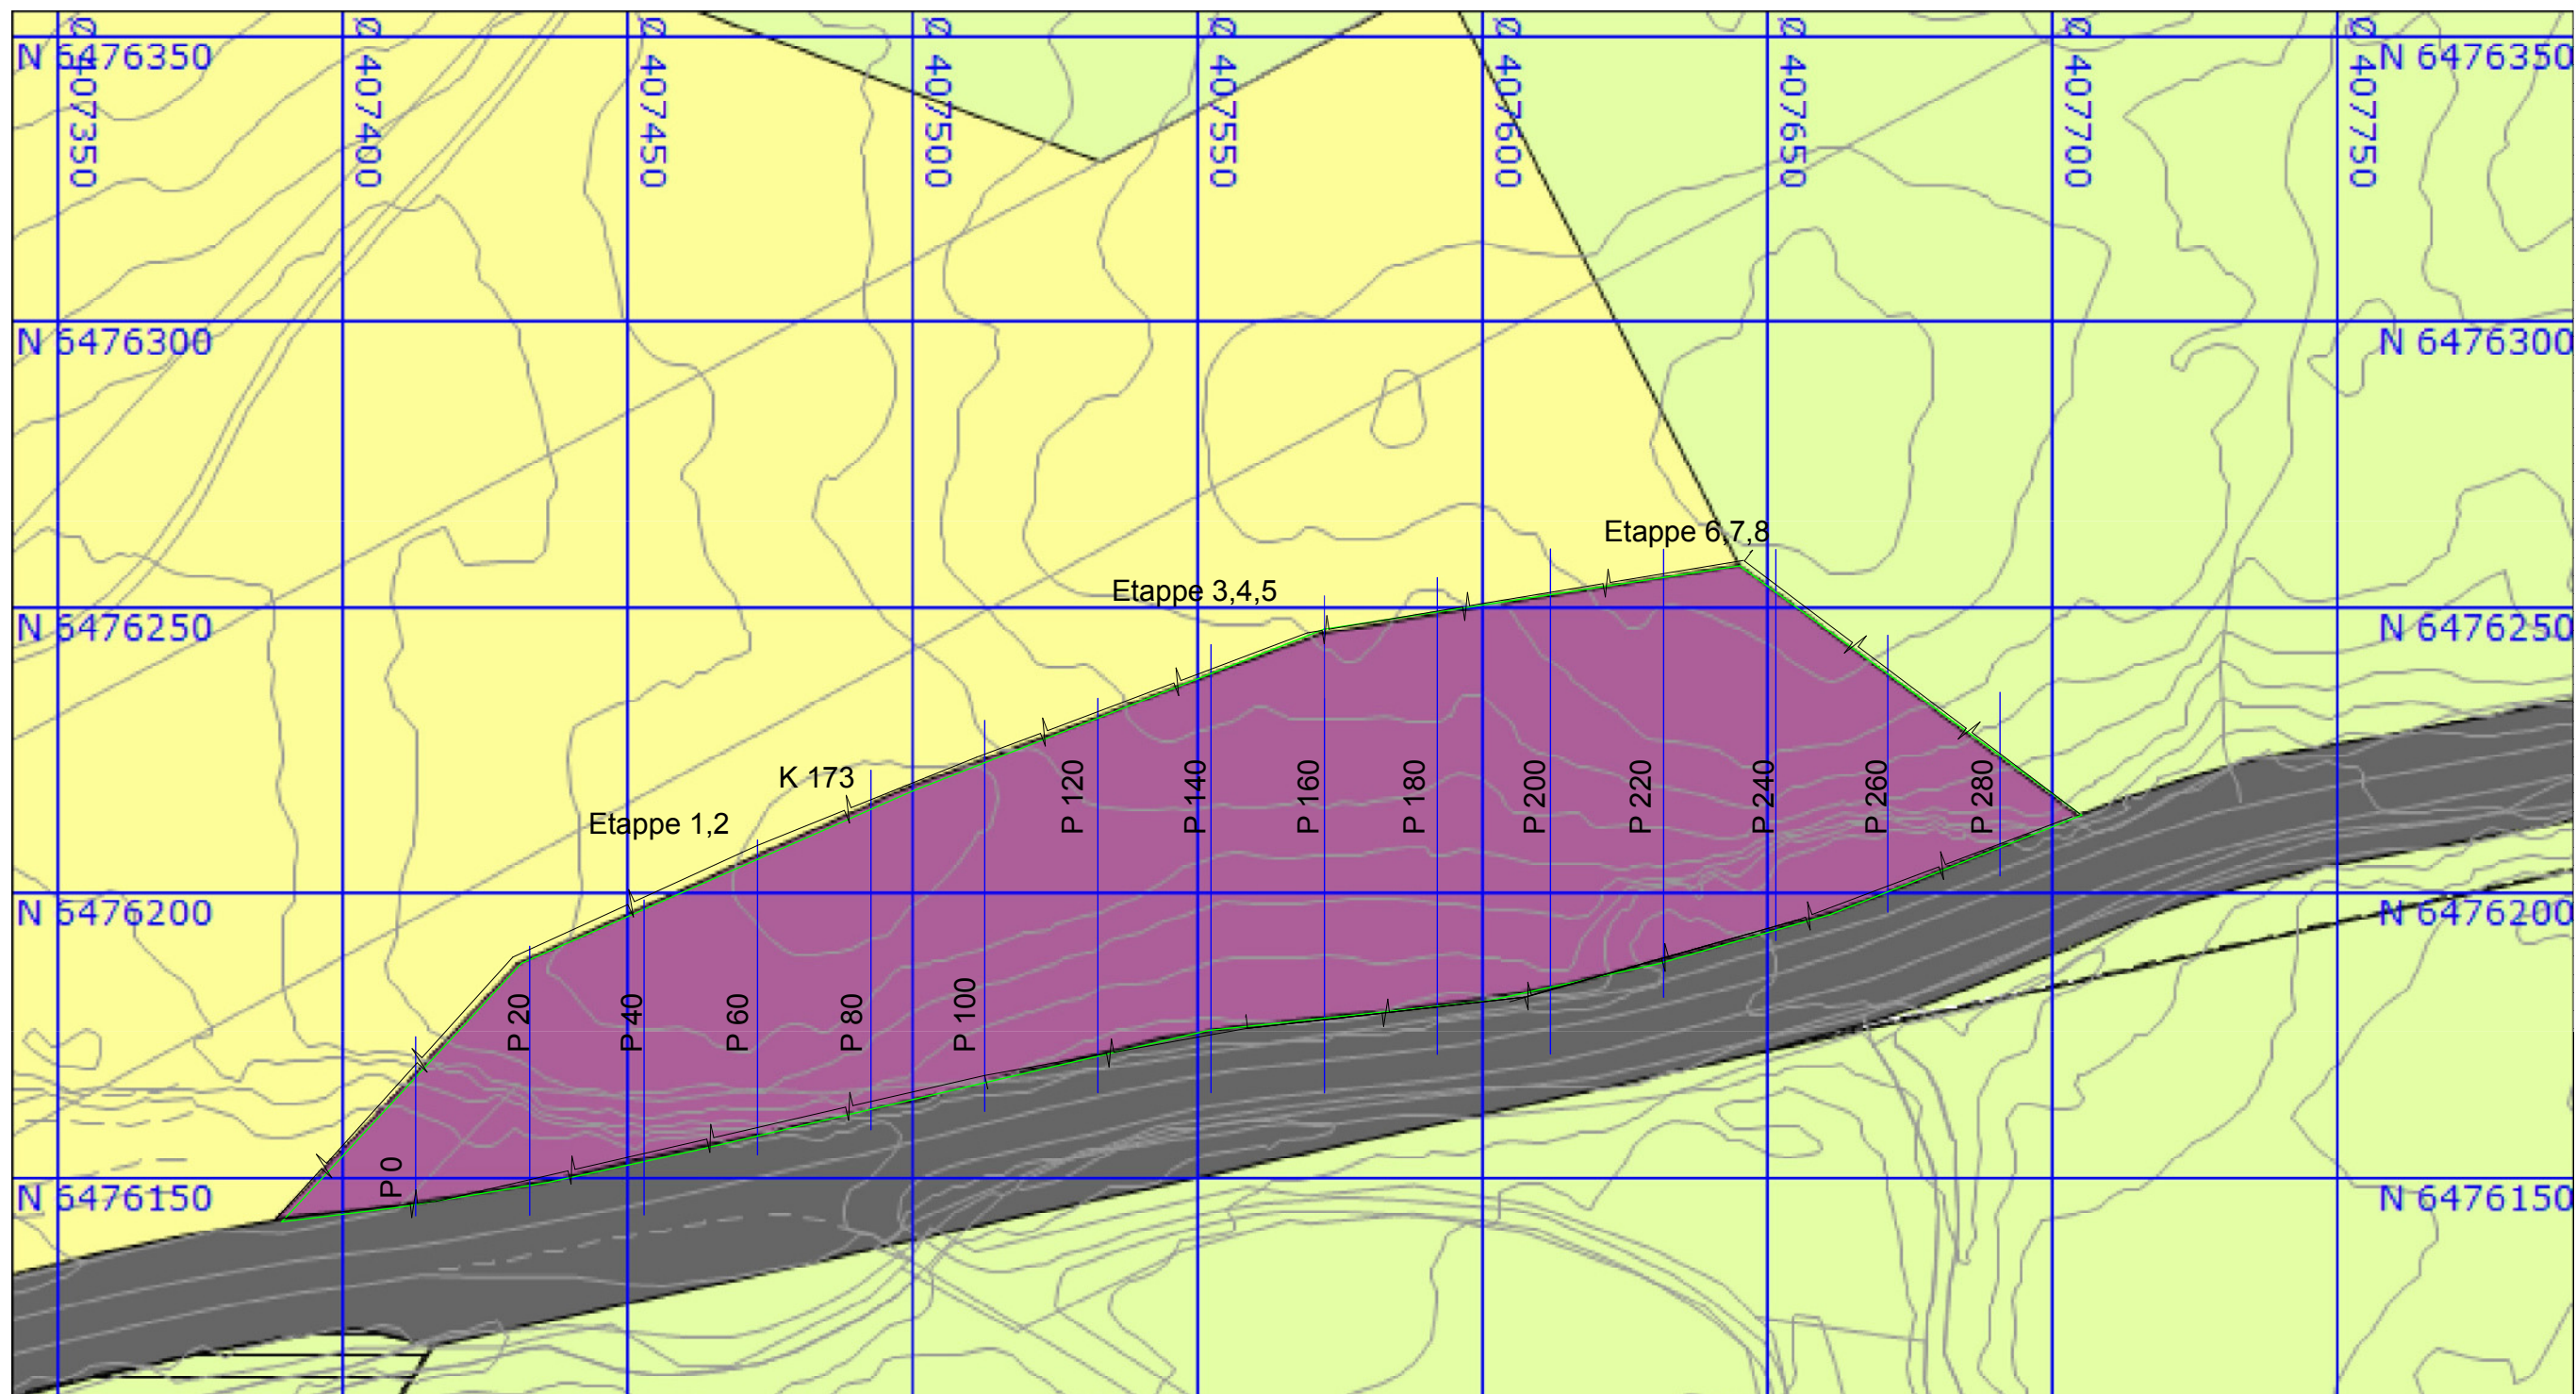 Ø 407350
Ø 407400
Ø 407450
Ø 407500
Ø 407550
Ø 407600
Ø 407650
Ø 407700
Ø 407750
N 6476350
N 6476350
N 6476300
N 6476300
Etappe 6,7,8
Etappe 3,4,5
N 6476250
N 6476250
K 173
Etappe 1,2
P 120
P 140
P 160
P 180
P 200
P 220
P 240
P 260
P 280
N 6476200
N 6476200
P 20
P 40
P 60
P 80
P 100
P 0
N 6476150
N 6476150